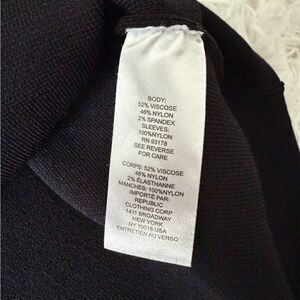 BODY:
52% VISCOSE
46% NYLON
2% SPANDEX
SLEEVES:
100%NYLON
RN 93178
SEE REVERSE
FOR CARE
CORPS: 52% VISCOSE
46% NYLON
2% ÉLASTHANNE
MANCHES: 100%NYLON
IMPORTÉ PAR:
REPUBLIC
CLOTHING CORP
1411 BROADWAY
NEW YORK
NY 10018 USA
ENTRETIEN AU VERSO